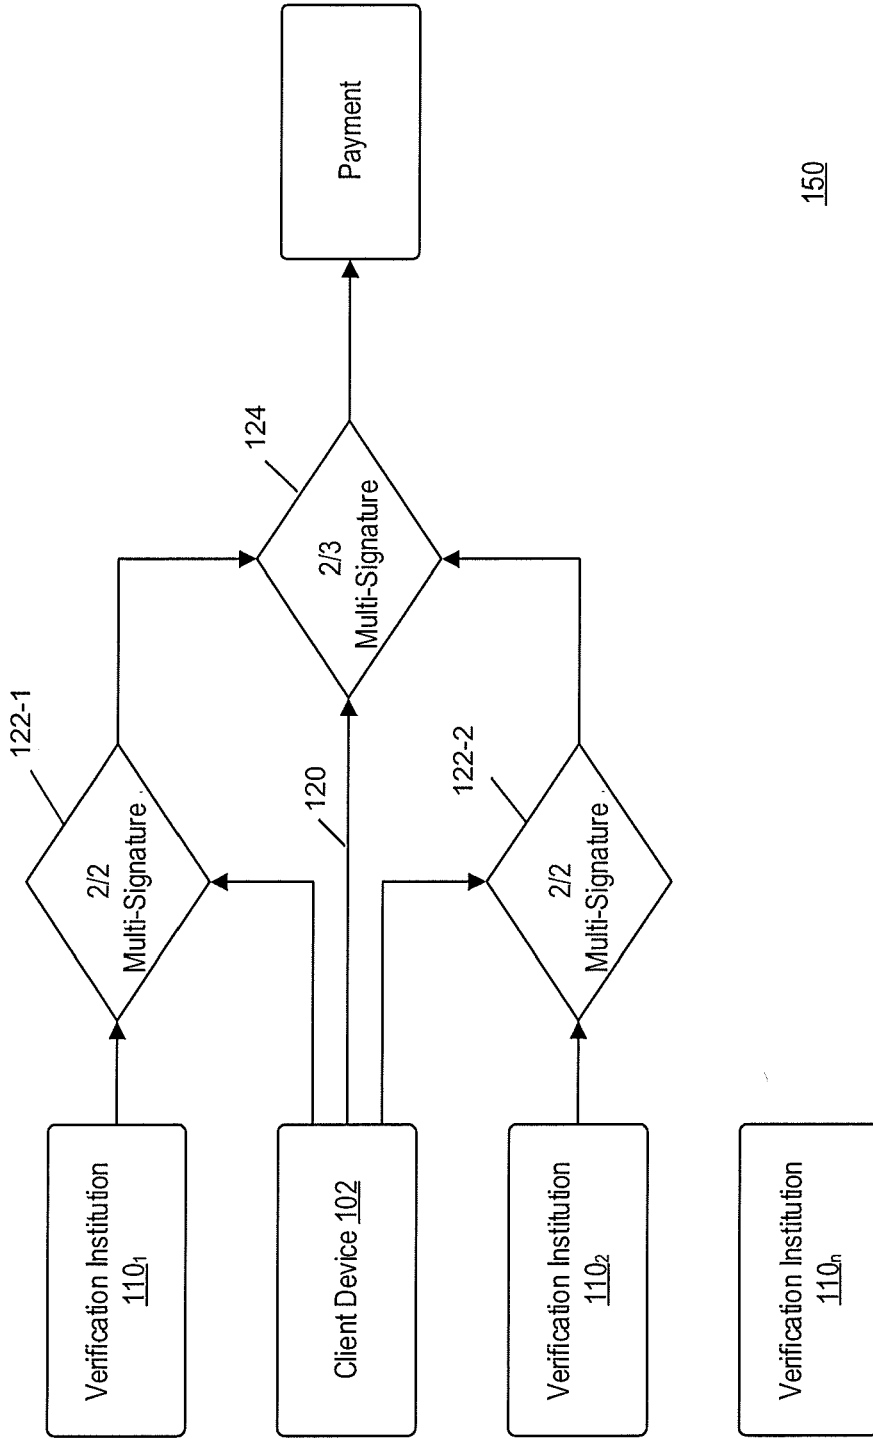 Verification Institution
110₁
2/2
Multi-Signature
122-1
Client Device 102
120
2/3
Multi-Signature
124
Payment
Verification Institution
110₂
2/2
Multi-Signature
122-2
Verification Institution
110ₙ
150